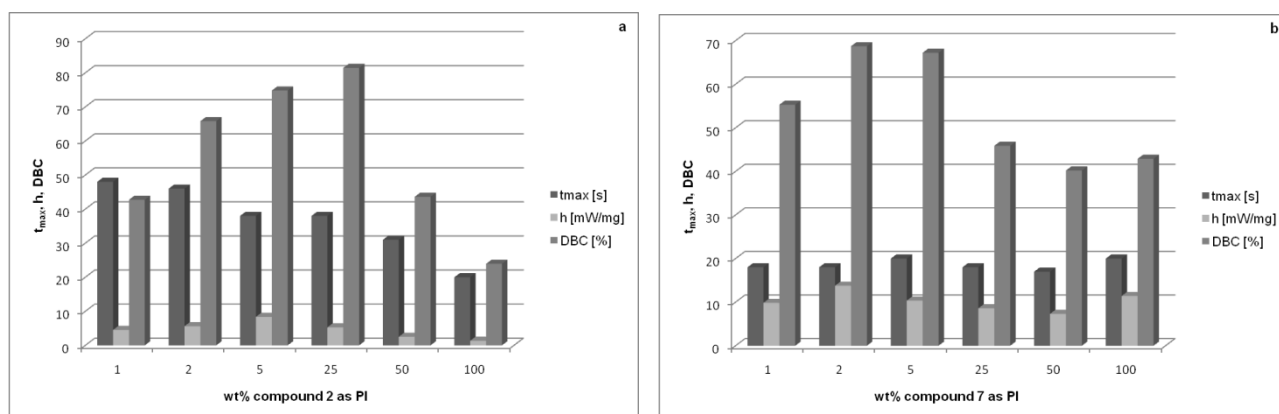 a
90
80
70
60
50
40
30
20
10
0
t_max, h, DBC
1 2 5 25 50 100
wt% compound 2 as PI
tmax [s]
h [mW/mg]
DBC [%]
b
70
60
50
40
30
20
10
0
t_max, h, DBC
1 2 5 25 50 100
wt% compound 7 as PI
tmax [s]
h [mW/mg]
DBC [%]